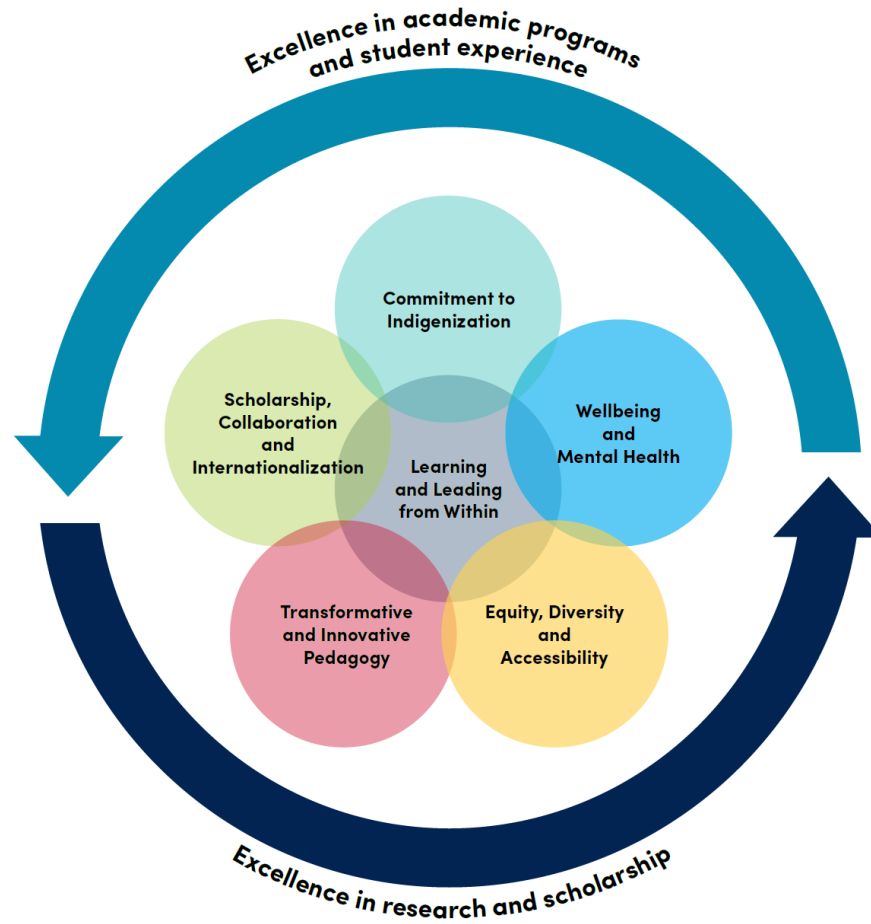 Excellence in academic programs
and student experience
Commitment to
Indigenization
Scholarship,
Collaboration
and
Internationalization
Wellbeing
and
Mental Health
Learning
and Leading
from Within
Transformative
and Innovative
Pedagogy
Equity, Diversity
and
Accessibility
Excellence in research and scholarship